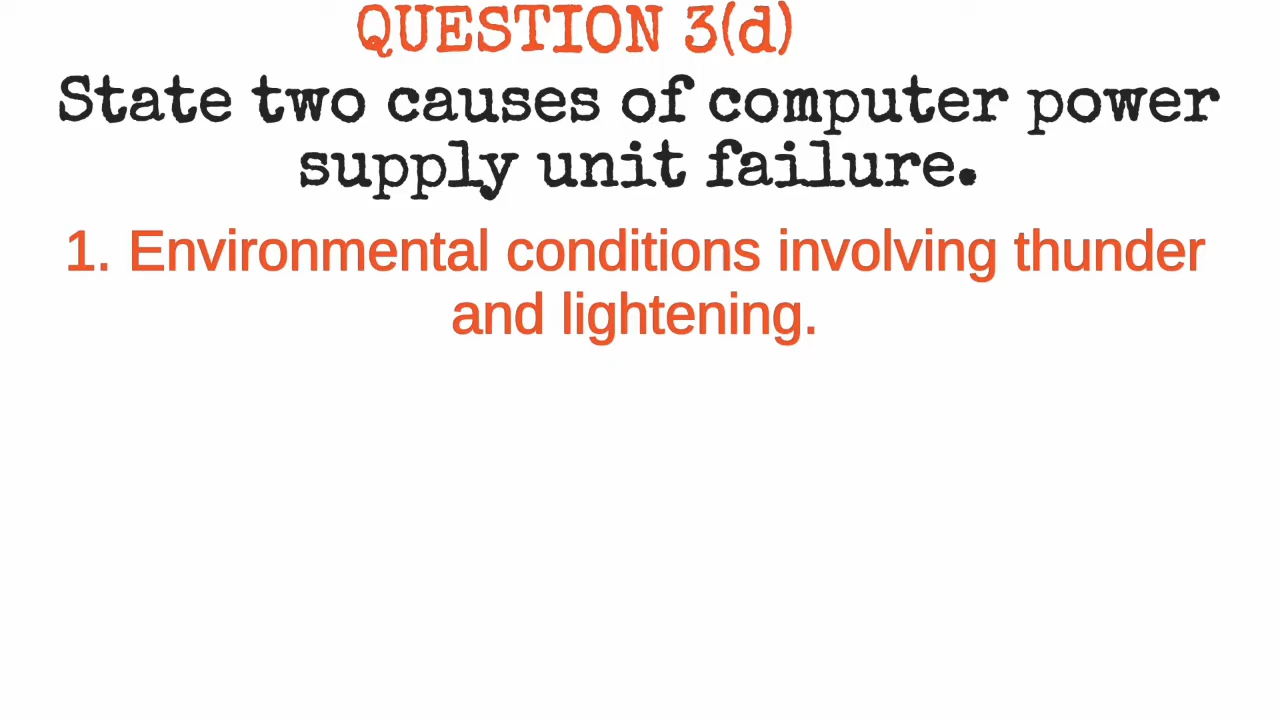 QUESTION 3(d)
State two causes of computer power
supply unit failure.
1. Environmental conditions involving thunder
and lightening.